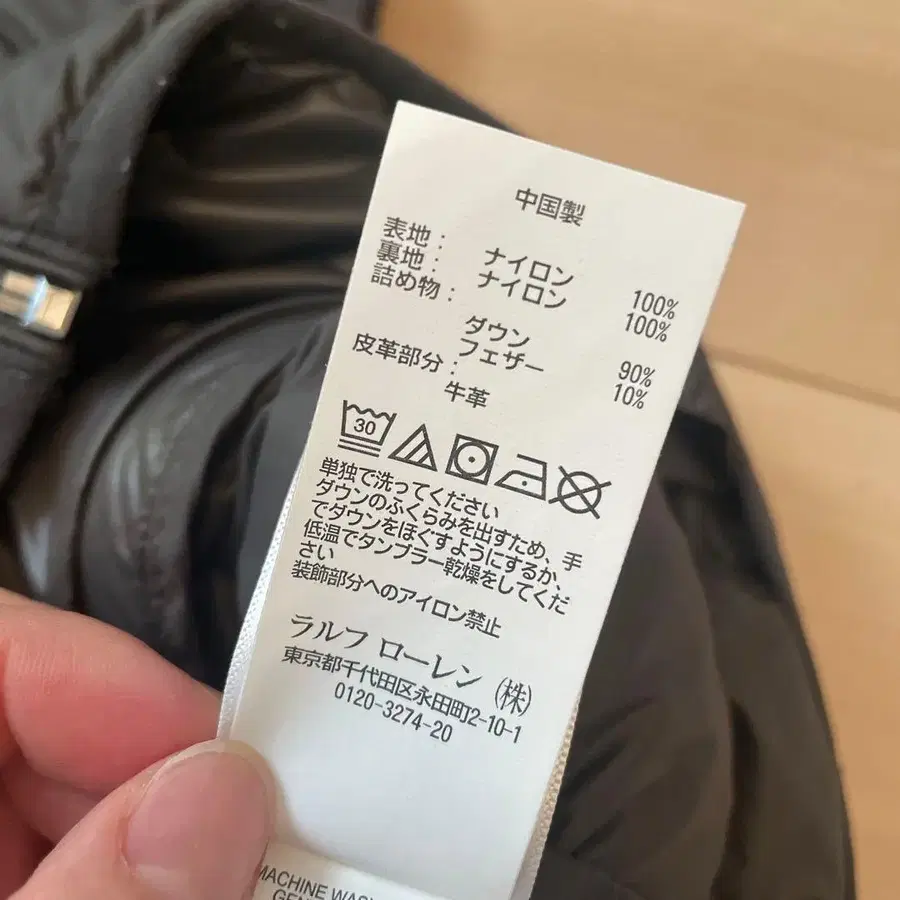 中国製
表地：
ナイロン 100%
裏地：
ナイロン 100%
詰め物：
ダウン 90%
フェザー 10%
皮革部分：
牛革
30
単独で洗ってください
ダウンのふくらみを出すため、手
でダウンをほぐすようにするか、
低温でタンブラー乾燥をしてくだ
さい
装飾部分へのアイロン禁止
ラルフ ローレン（株）
東京都千代田区永田町2-10-1
0120-3274-20
MACHINE